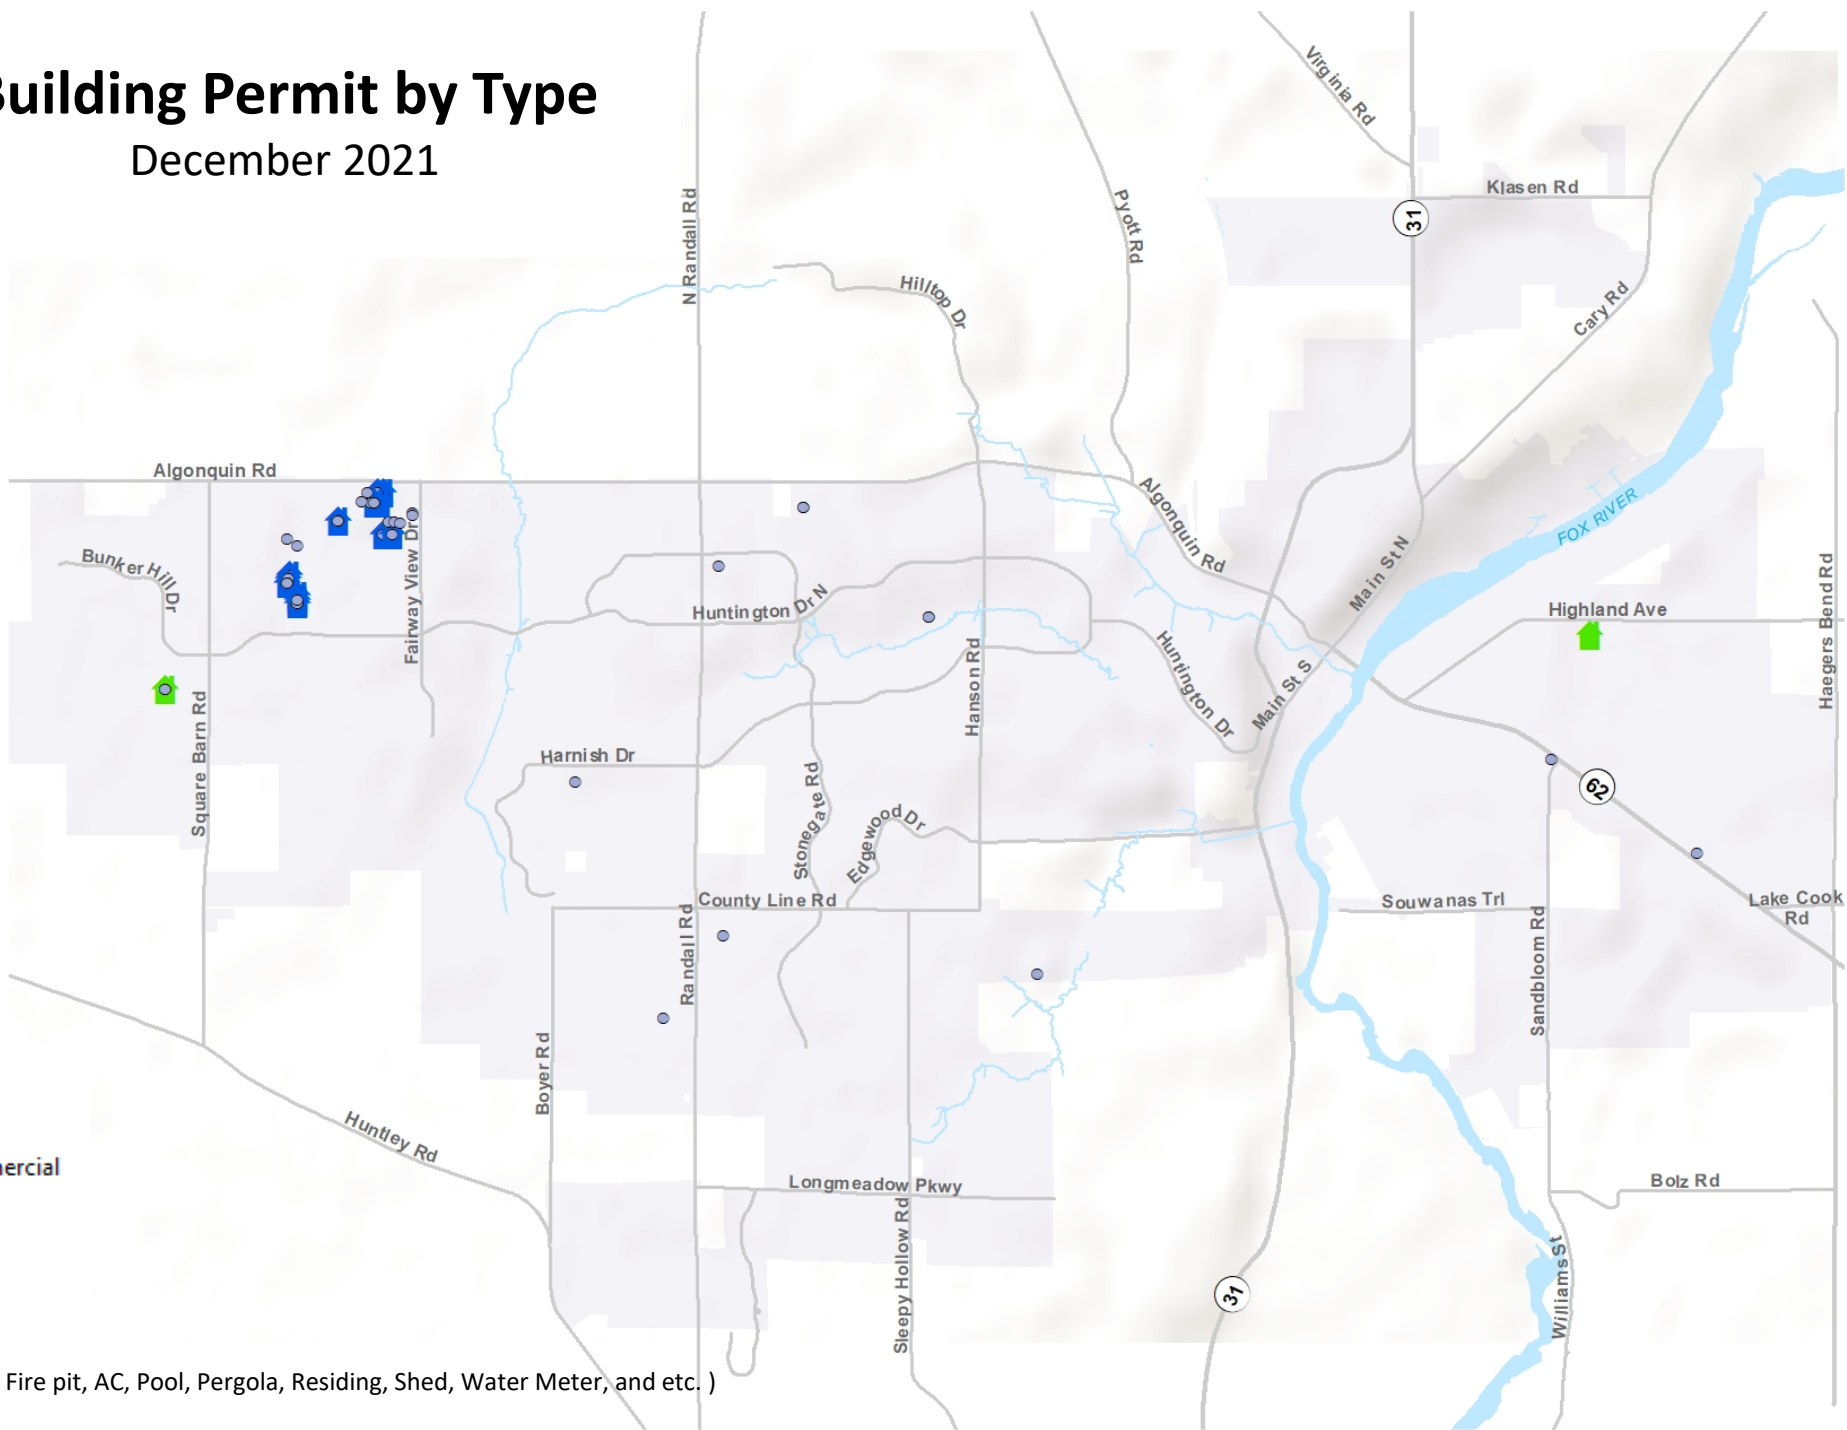 Building Permit by Type
December 2021
Virginia Rd
Klasen Rd
31
N Randall Rd
Pyott Rd
Hilltop Dr
Cary Rd
Algonquin Rd
Algonquin Rd
FOX RIVER
Main St N
Bunker Hill Dr
Fairway View Dr
Huntington Dr N
Highland Ave
Haegers Bend Rd
Huntington Dr
Main St S
Hanson Rd
Square Barn Rd
Harnish Dr
Stonegate Rd
Edgewood Dr
62
County Line Rd
Souwanas Trl
Lake Cook
Rd
Randall Rd
Sandbloom Rd
Boyer Rd
Huntley Rd
ercial
Longmeadow Pkwy
Bolz Rd
Sleepy Hollow Rd
31
Williams St
Fire pit, AC, Pool, Pergola, Residing, Shed, Water Meter, and etc. )